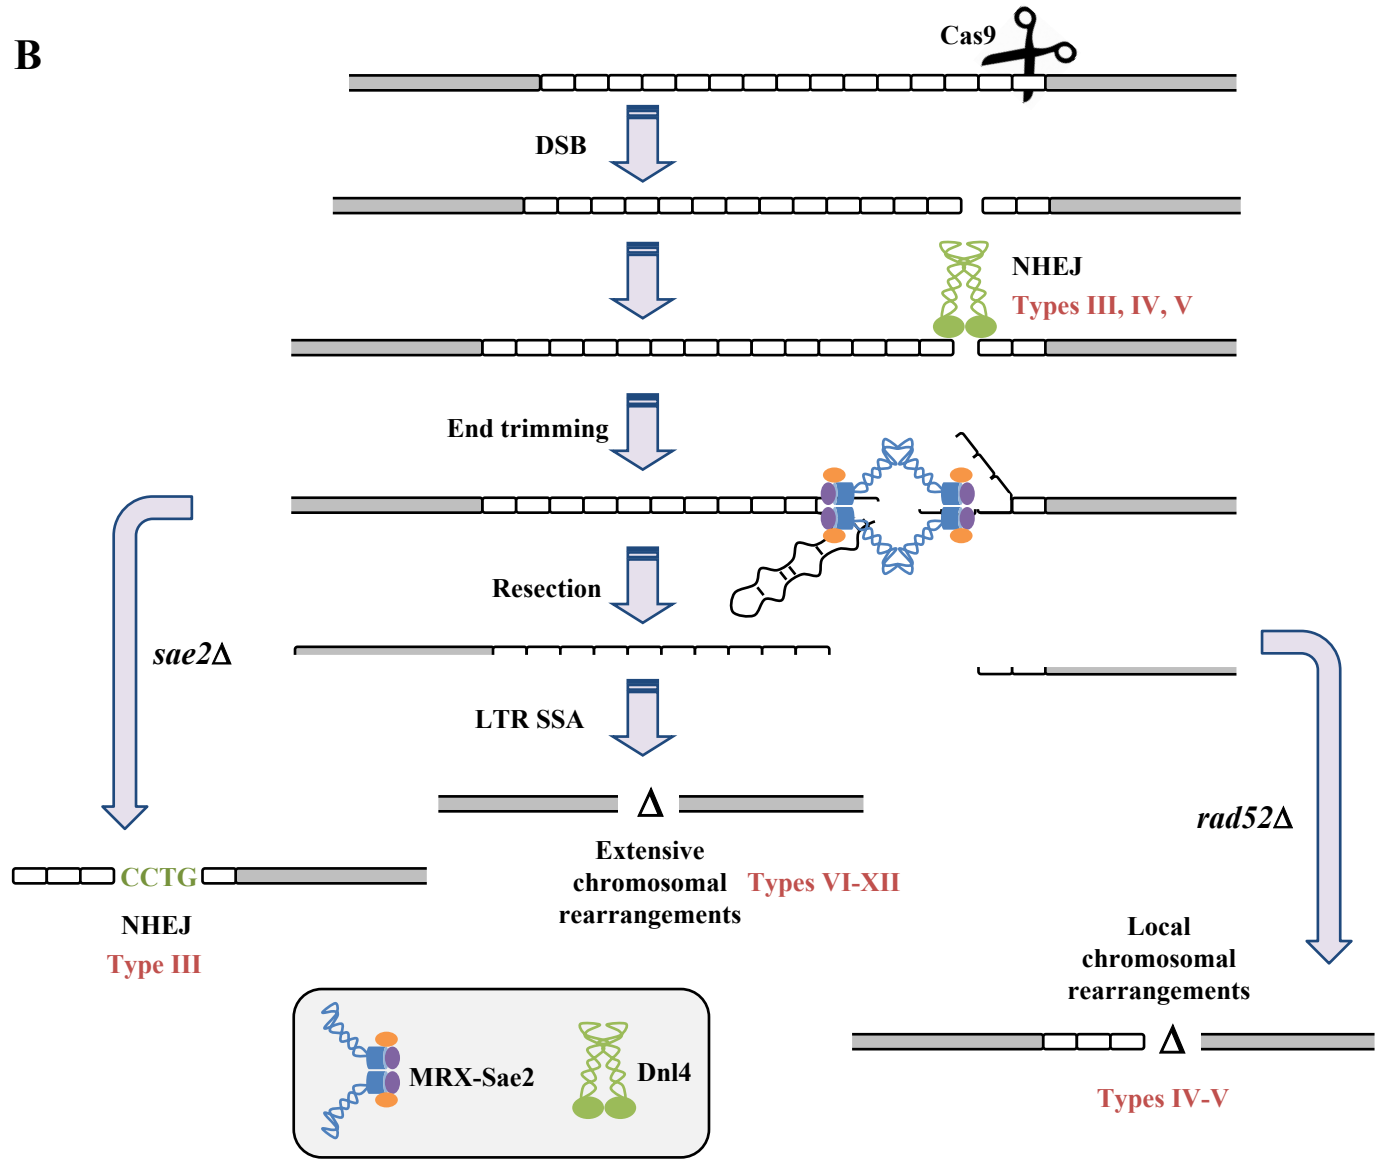 B
Cas9
DSB
NHEJ
Types III, IV, V
End trimming
Resection
sae2Δ
LTR SSA
Δ
rad52Δ
Extensive
chromosomal
rearrangements
Types VI-XII
CCTG
NHEJ
Type III
Local
chromosomal
rearrangements
Δ
Types IV-V
MRX-Sae2
Dnl4